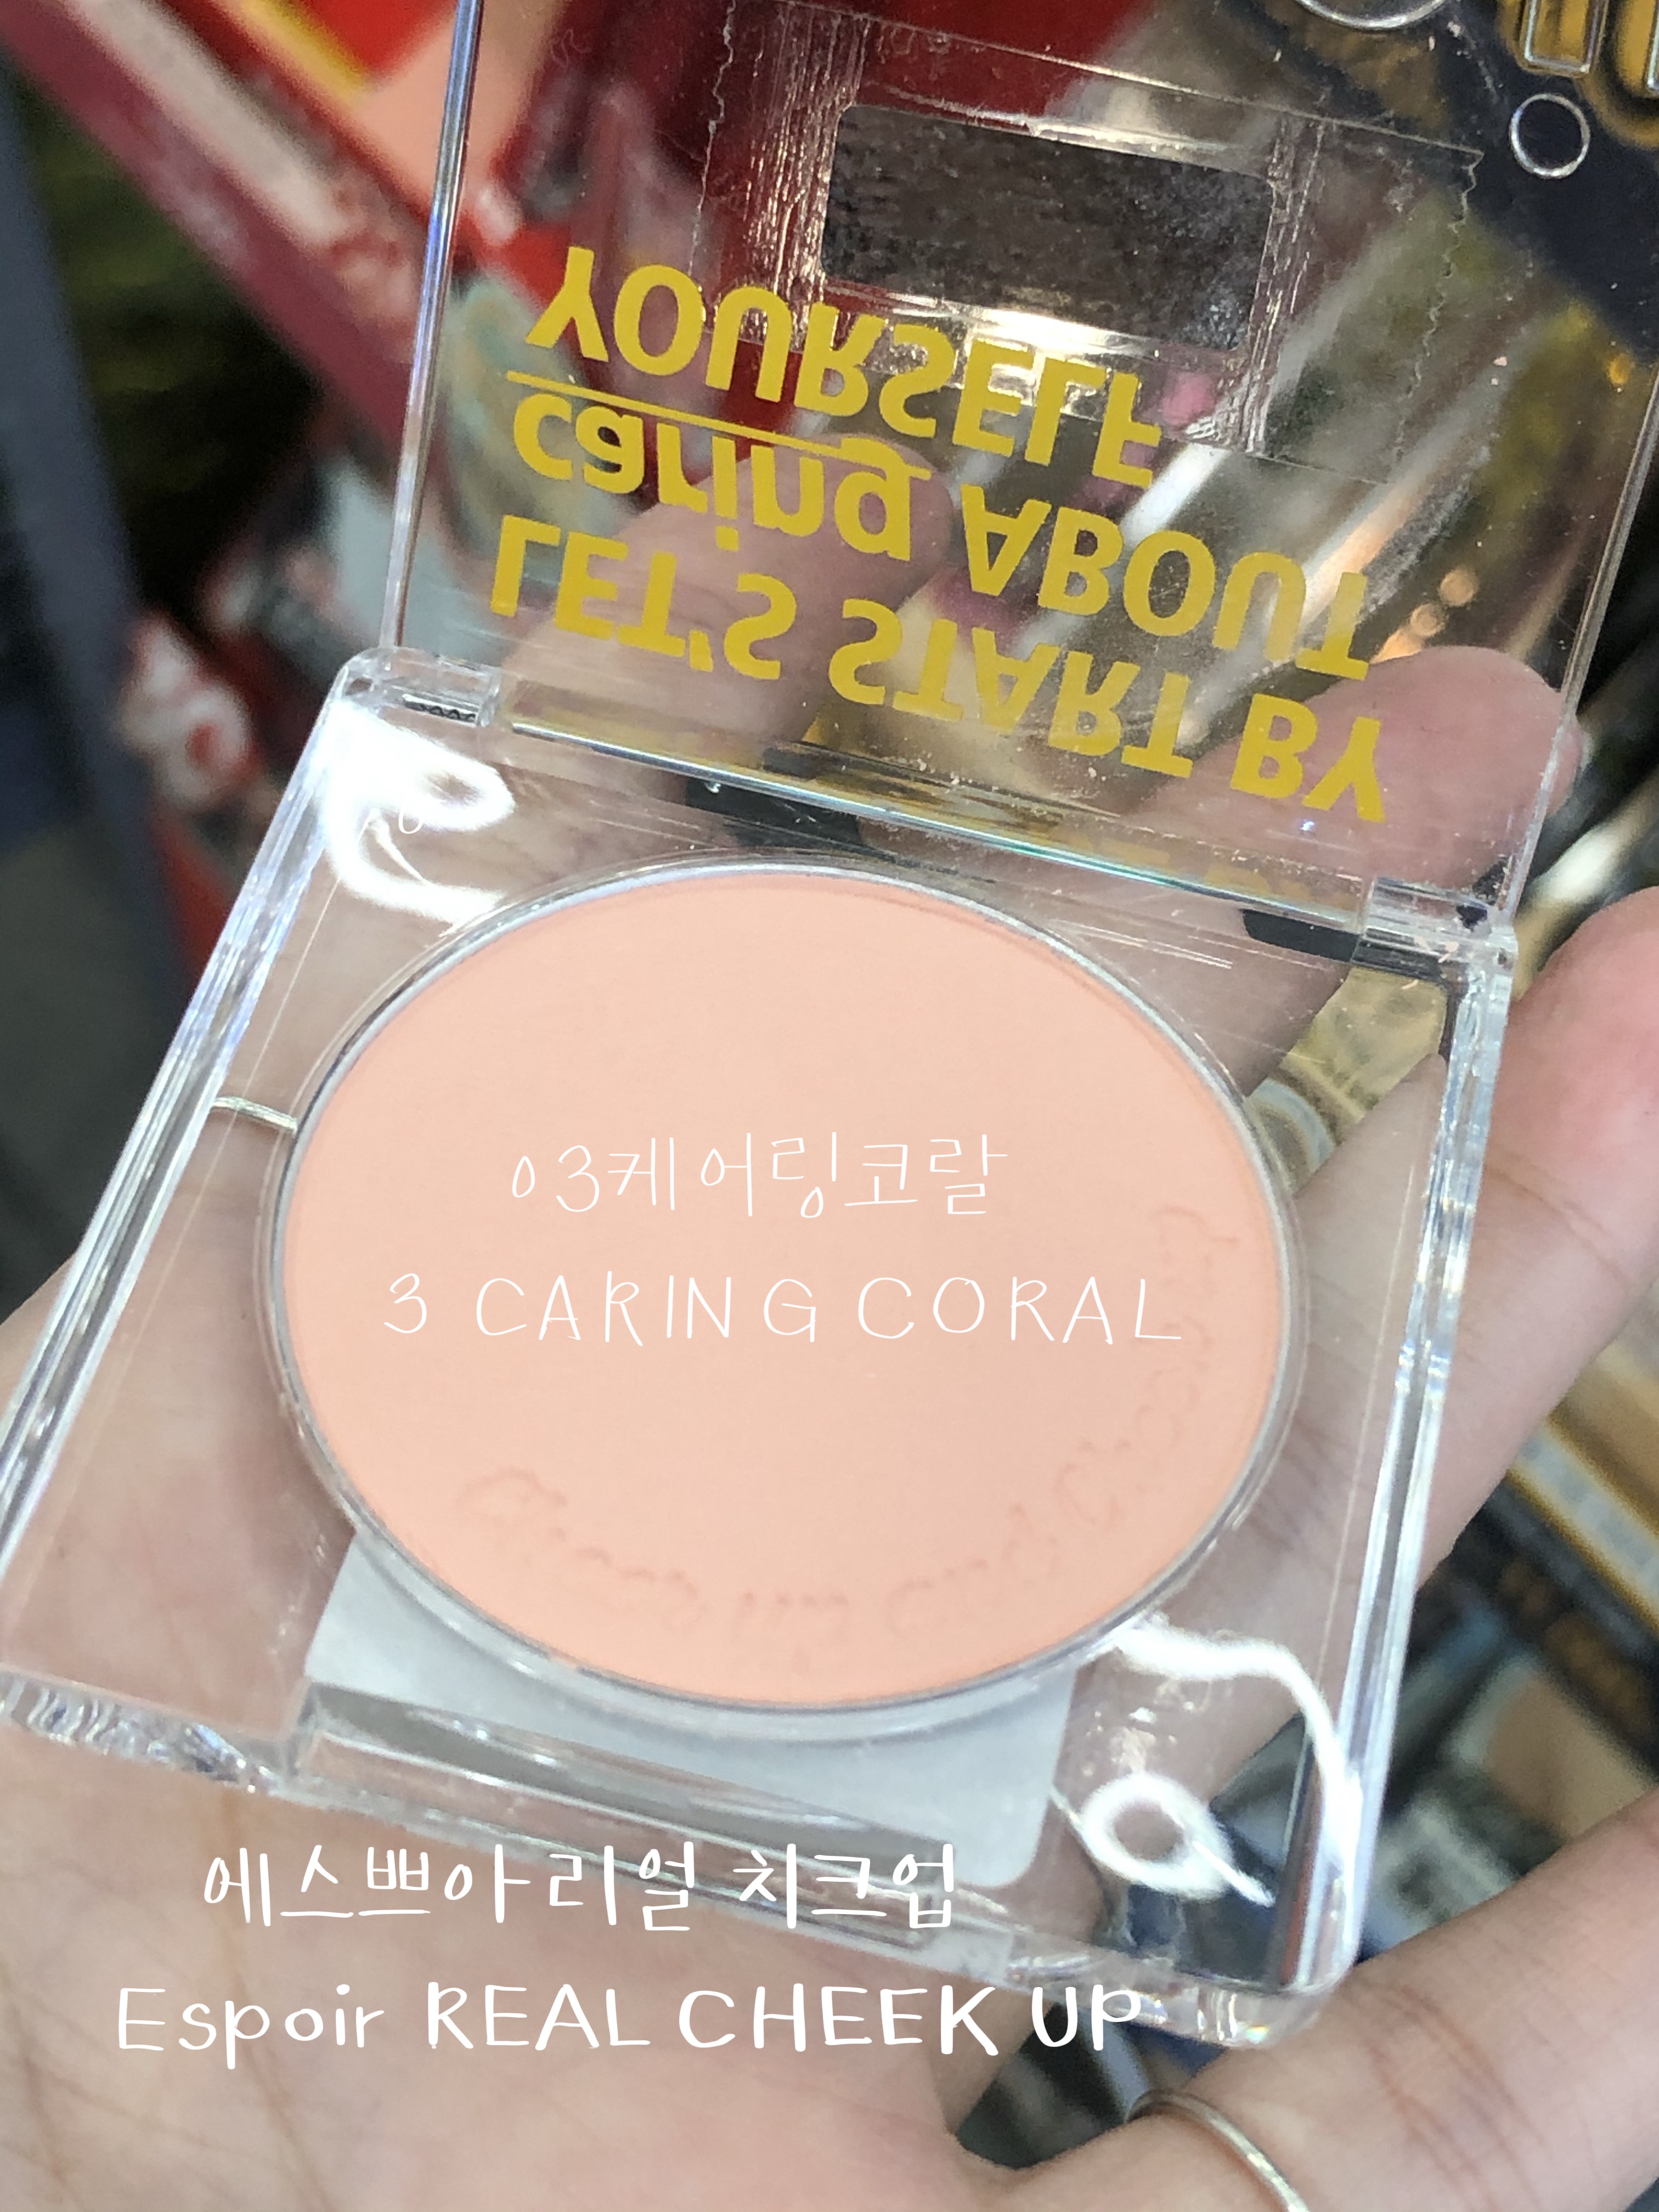 YOURSELF
caring ABOUT
LET'S START BY
03케어링코랄
3 CARING CORAL
에스쁘아 리얼 치크업
Espoir REAL CHEEK UP